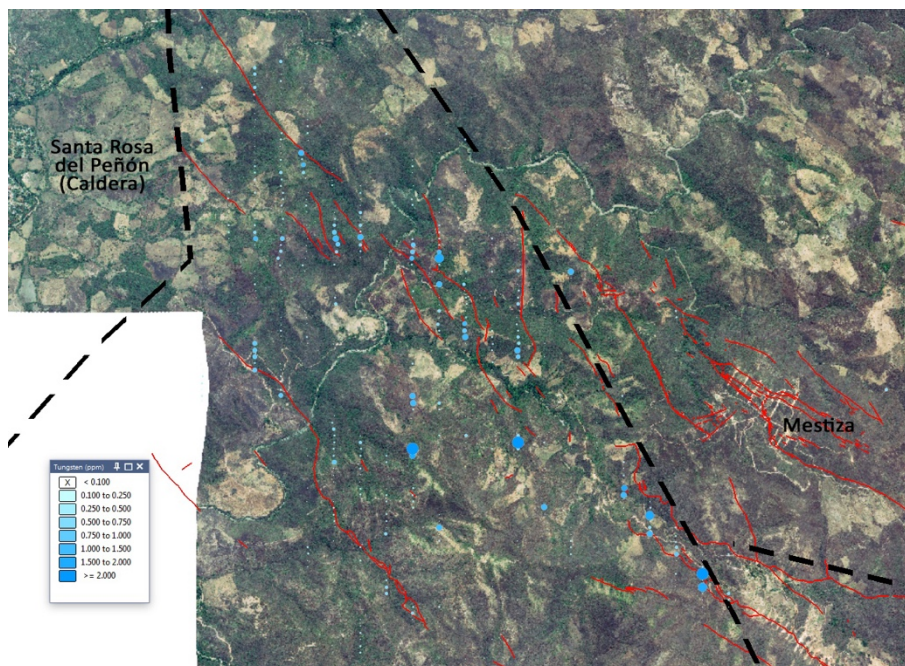 Santa Rosa
del Peñón
(Caldera)
Mestiza
Tungsten (ppm)
X < 0.100
0.100 to 0.250
0.250 to 0.500
0.500 to 0.750
0.750 to 1.000
1.000 to 1.500
1.500 to 2.000
>= 2.000